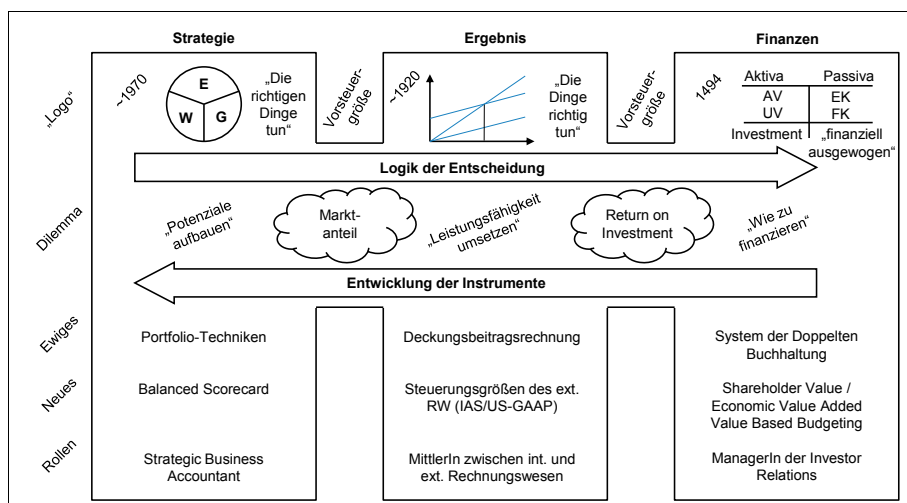 Strategie
Ergebnis
Finanzen
„Logo“
~1970
E
W
G
„Die
richtigen
Dinge
tun“
Vorsteuer-
größe
~1920
„Die
Dinge
richtig
tun“
Vorsteuer-
größe
1494
Aktiva
Passiva
AV
EK
UV
FK
Investment
„finanziell
ausgewogen“
Logik der Entscheidung
Dilemma
„Potenziale
aufbauen“
Markt-
anteil
„Leistungsfähigkeit
umsetzen“
Return on
Investment
„Wie zu
finanzieren“
Entwicklung der Instrumente
Ewiges
Portfolio-Techniken
Deckungsbeitragsrechnung
System der Doppelten
Buchhaltung
Neues
Balanced Scorecard
Steuerungsgrößen des ext.
RW (IAS/US-GAAP)
Shareholder Value /
Economic Value Added
Value Based Budgeting
Rollen
Strategic Business
Accountant
MittlerIn zwischen int. und
ext. Rechnungswesen
ManagerIn der Investor
Relations